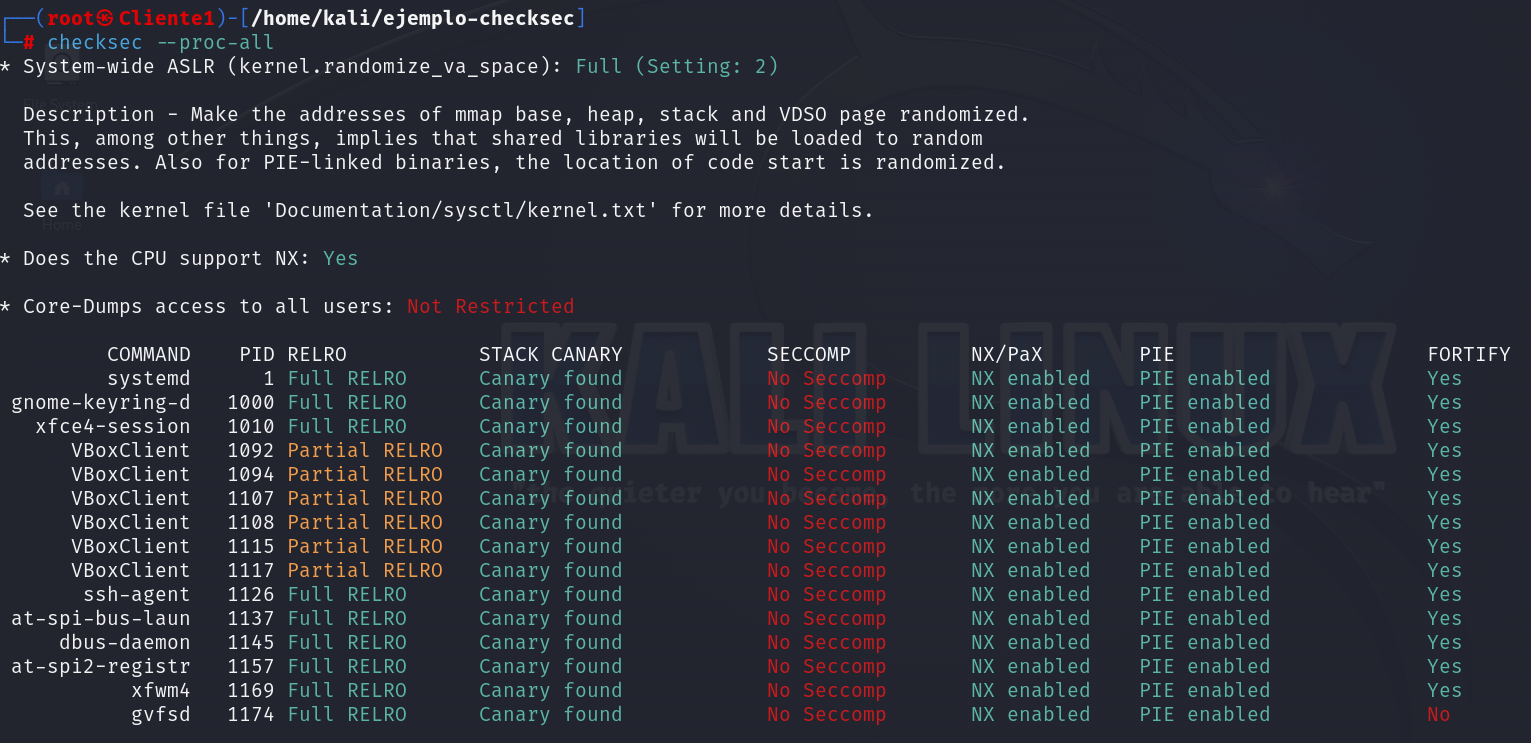 ┌──(root㉿Cliente1)-[/home/kali/ejemplo-checksec]
└─# checksec --proc-all
* System-wide ASLR (kernel.randomize_va_space): Full (Setting: 2)
Description - Make the addresses of mmap base, heap, stack and VDSO page randomized.
This, among other things, implies that shared libraries will be loaded to random
addresses. Also for PIE-linked binaries, the location of code start is randomized.
See the kernel file 'Documentation/sysctl/kernel.txt' for more details.
Home
* Does the CPU support NX: Yes
* Core-Dumps access to all users: Not Restricted
KALI LINUX
COMMAND PID RELRO STACK CANARY SECCOMP NX/PaX PIE FORTIFY
systemd 1 Full RELRO Canary found No Seccomp NX enabled PIE enabled Yes
gnome-keyring-d 1000 Full RELRO Canary found No Seccomp NX enabled PIE enabled Yes
xfce4-session 1010 Full RELRO Canary found No Seccomp NX enabled PIE enabled Yes
VBoxClient 1092 Partial RELRO Canary found No Seccomp NX enabled PIE enabled Yes
VBoxClient 1094 Partial RELRO Canary found No Seccomp NX enabled PIE enabled Yes
VBoxClient 1107 Partial RELRO Canary found No Seccomp NX enabled PIE enabled Yes
VBoxClient 1108 Partial RELRO Canary found No Seccomp NX enabled PIE enabled Yes
VBoxClient 1115 Partial RELRO Canary found No Seccomp NX enabled PIE enabled Yes
VBoxClient 1117 Partial RELRO Canary found No Seccomp NX enabled PIE enabled Yes
ssh-agent 1126 Full RELRO Canary found No Seccomp NX enabled PIE enabled Yes
at-spi-bus-laun 1137 Full RELRO Canary found No Seccomp NX enabled PIE enabled Yes
dbus-daemon 1145 Full RELRO Canary found No Seccomp NX enabled PIE enabled Yes
at-spi2-registr 1157 Full RELRO Canary found No Seccomp NX enabled PIE enabled Yes
xfwm4 1169 Full RELRO Canary found No Seccomp NX enabled PIE enabled Yes
gvfsd 1174 Full RELRO Canary found No Seccomp NX enabled PIE enabled No